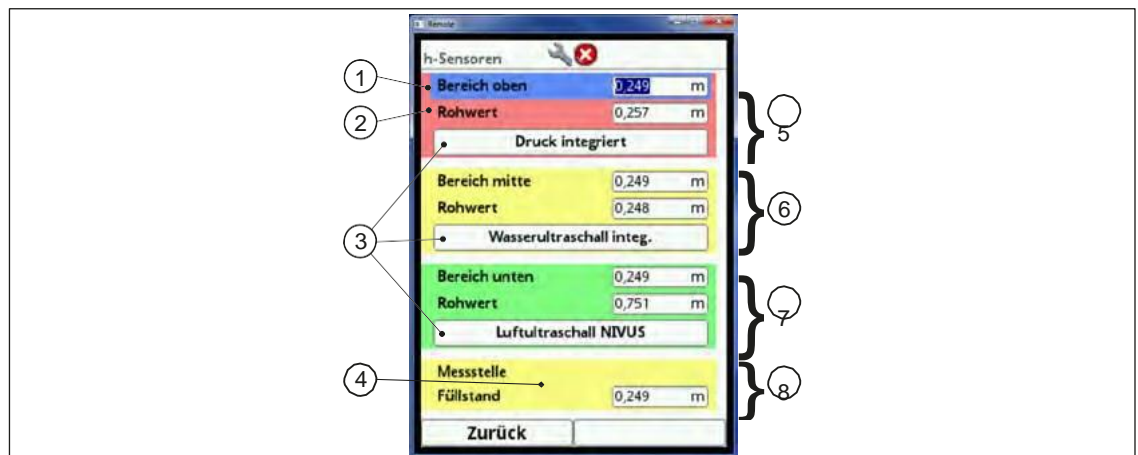 Remote
h-Sensoren
1 Bereich oben 0,249 m
2 Rohwert 0,257 m
5
Druck integriert
Bereich mitte 0,249 m
Rohwert 0,248 m
6
3 Wasserultraschall integ.
Bereich unten 0,249 m
Rohwert 0,751 m
7
Luftultraschall NIVUS
Messstelle
4
8
Füllstand 0,249 m
Zurück